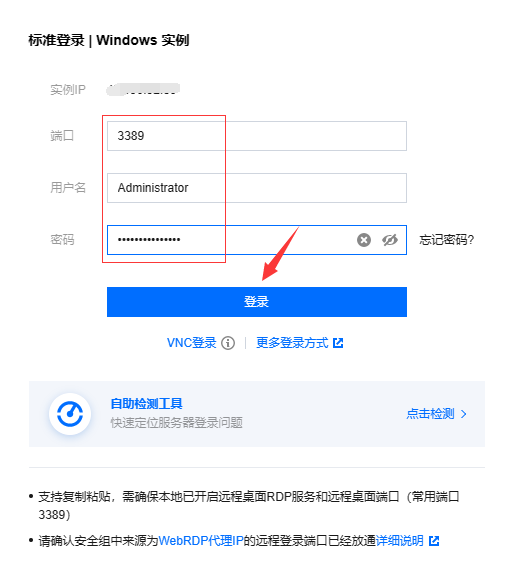 标准登录 | Windows 实例
实例IP
端口 3389
用户名 Administrator
密码 ••••••••••••••• 忘记密码?
登录
VNC登录 更多登录方式
自助检测工具
快速定位服务器登录问题
点击检测
• 支持复制粘贴，需确保本地已开启远程桌面RDP服务和远程桌面端口（常用端口
3389）
• 请确认安全组中来源为WebRDP代理IP的远程登录端口已经放通详细说明